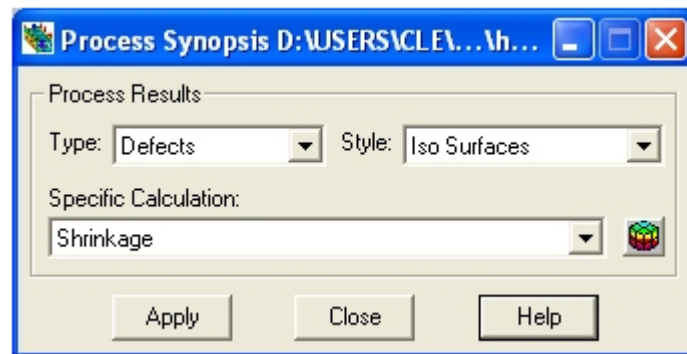 Process Synopsis D:\USERS\CLE\...\h...
Process Results
Type: Defects Style: Iso Surfaces
Specific Calculation:
Shrinkage
Apply Close Help